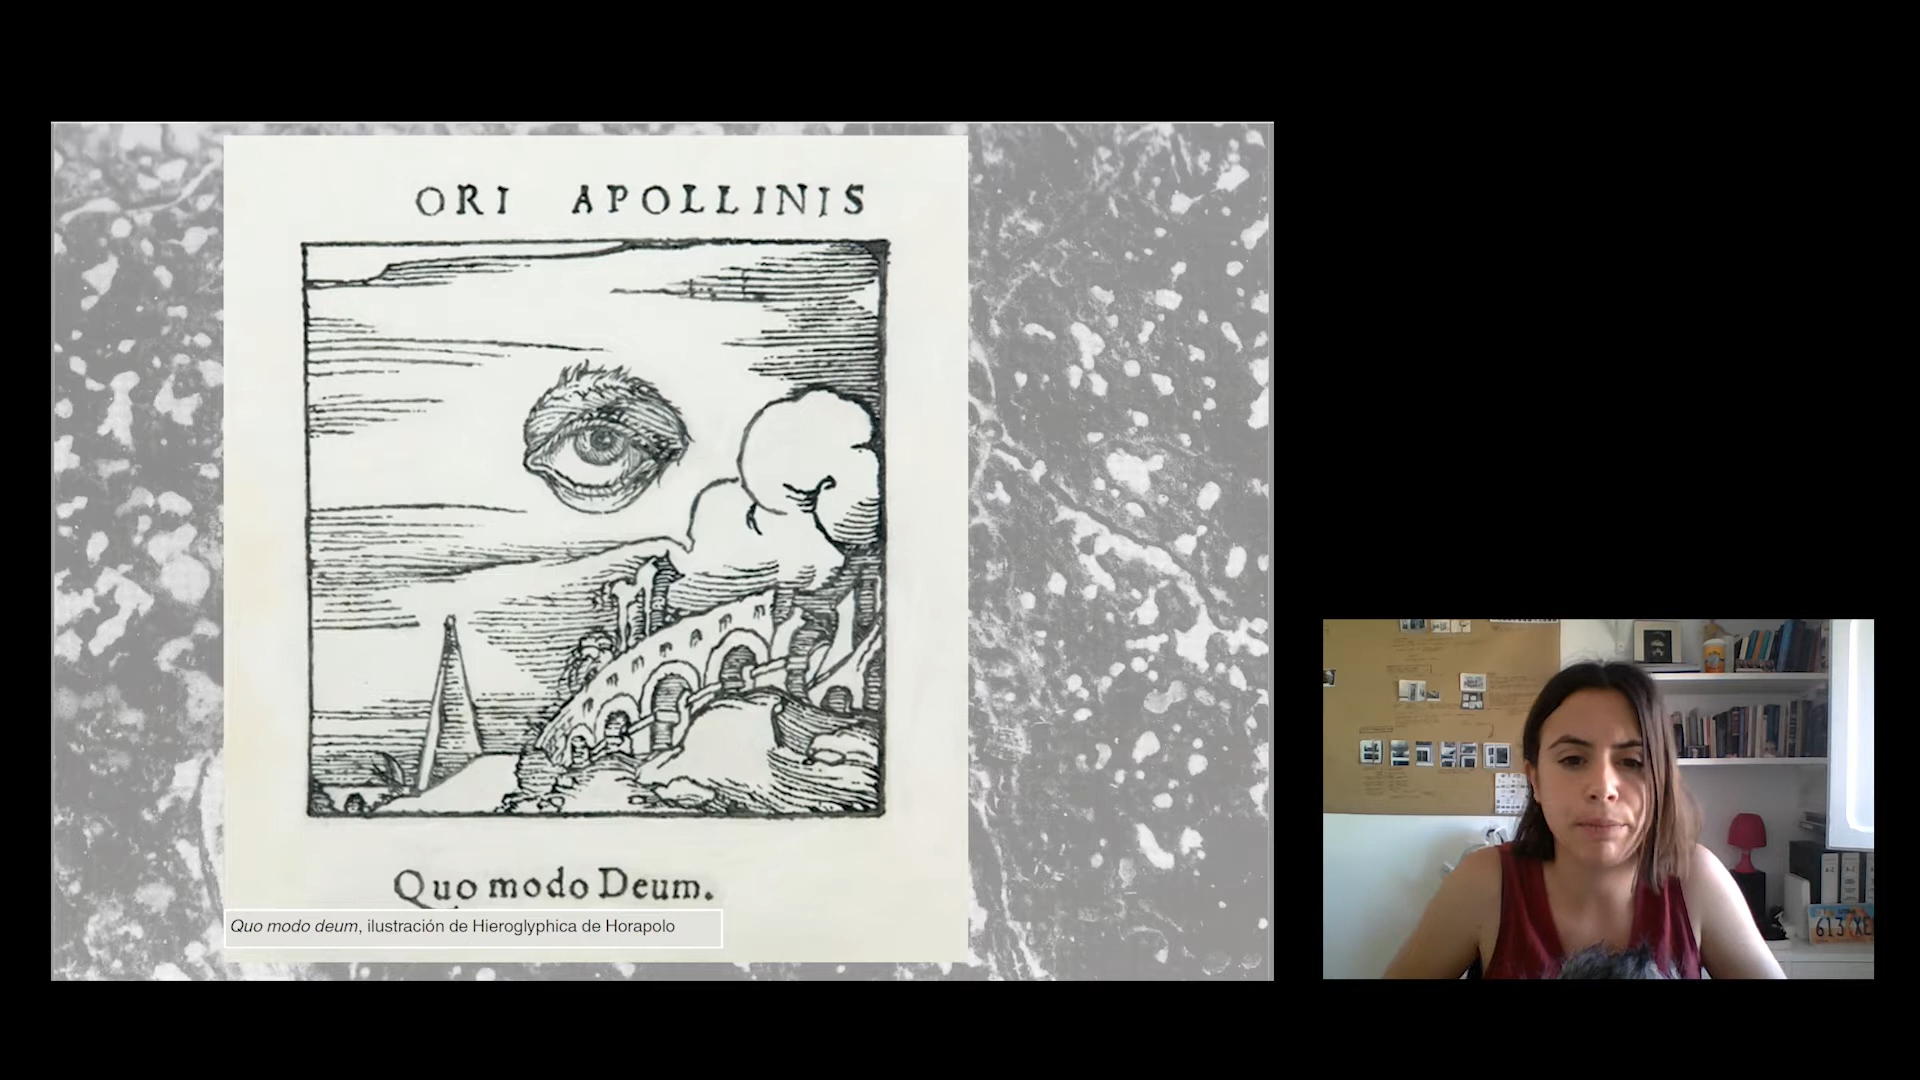 ORI APOLLINIS
Quo modo Deum.
Quo modo deum, ilustración de Hieroglyphica de Horapolo